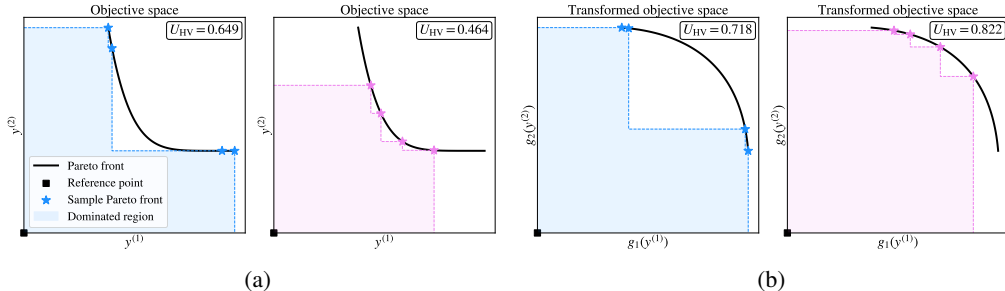 Objective space
U_HV = 0.649
y^(2)
Pareto front
Reference point
Sample Pareto front
Dominated region
y^(1)
Objective space
U_HV = 0.464
y^(2)
y^(1)
(a)
Transformed objective space
U_HV = 0.718
g_2(y^(2))
g_1(y^(1))
Transformed objective space
U_HV = 0.822
g_2(y^(2))
g_1(y^(1))
(b)